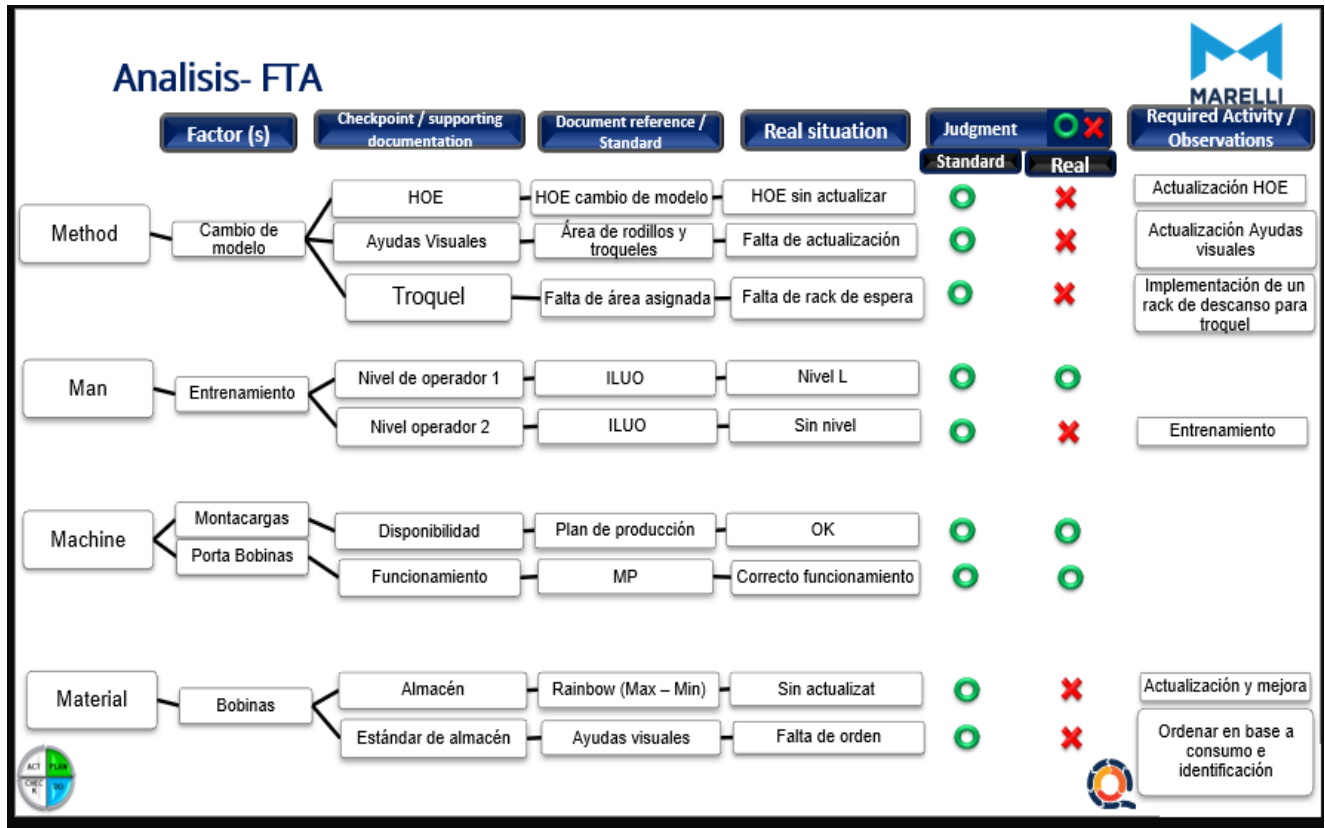 Analisis- FTA
MARELLI
Factor (s)
Checkpoint / supporting
documentation
Document reference /
Standard
Real situation
Judgment
Standard
Real
Required Activity /
Observations
Method
Cambio de
modelo
HOE
HOE cambio de modelo
HOE sin actualizar
Actualización HOE
Ayudas Visuales
Área de rodillos y
troqueles
Falta de actualización
Actualización Ayudas
visuales
Troquel
Falta de área asignada
Falta de rack de espera
Implementación de un
rack de descanso para
troquel
Man
Entrenamiento
Nivel de operador 1
ILUO
Nivel L
Nivel operador 2
ILUO
Sin nivel
Entrenamiento
Machine
Montacargas
Porta Bobinas
Disponibilidad
Plan de producción
OK
Funcionamiento
MP
Correcto funcionamiento
Material
Bobinas
Almacén
Rainbow (Max – Min)
Sin actualizat
Actualización y mejora
Estándar de almacén
Ayudas visuales
Falta de orden
Ordenar en base a
consumo e
identificación
ACT
PLAN
CHEC
K
DO